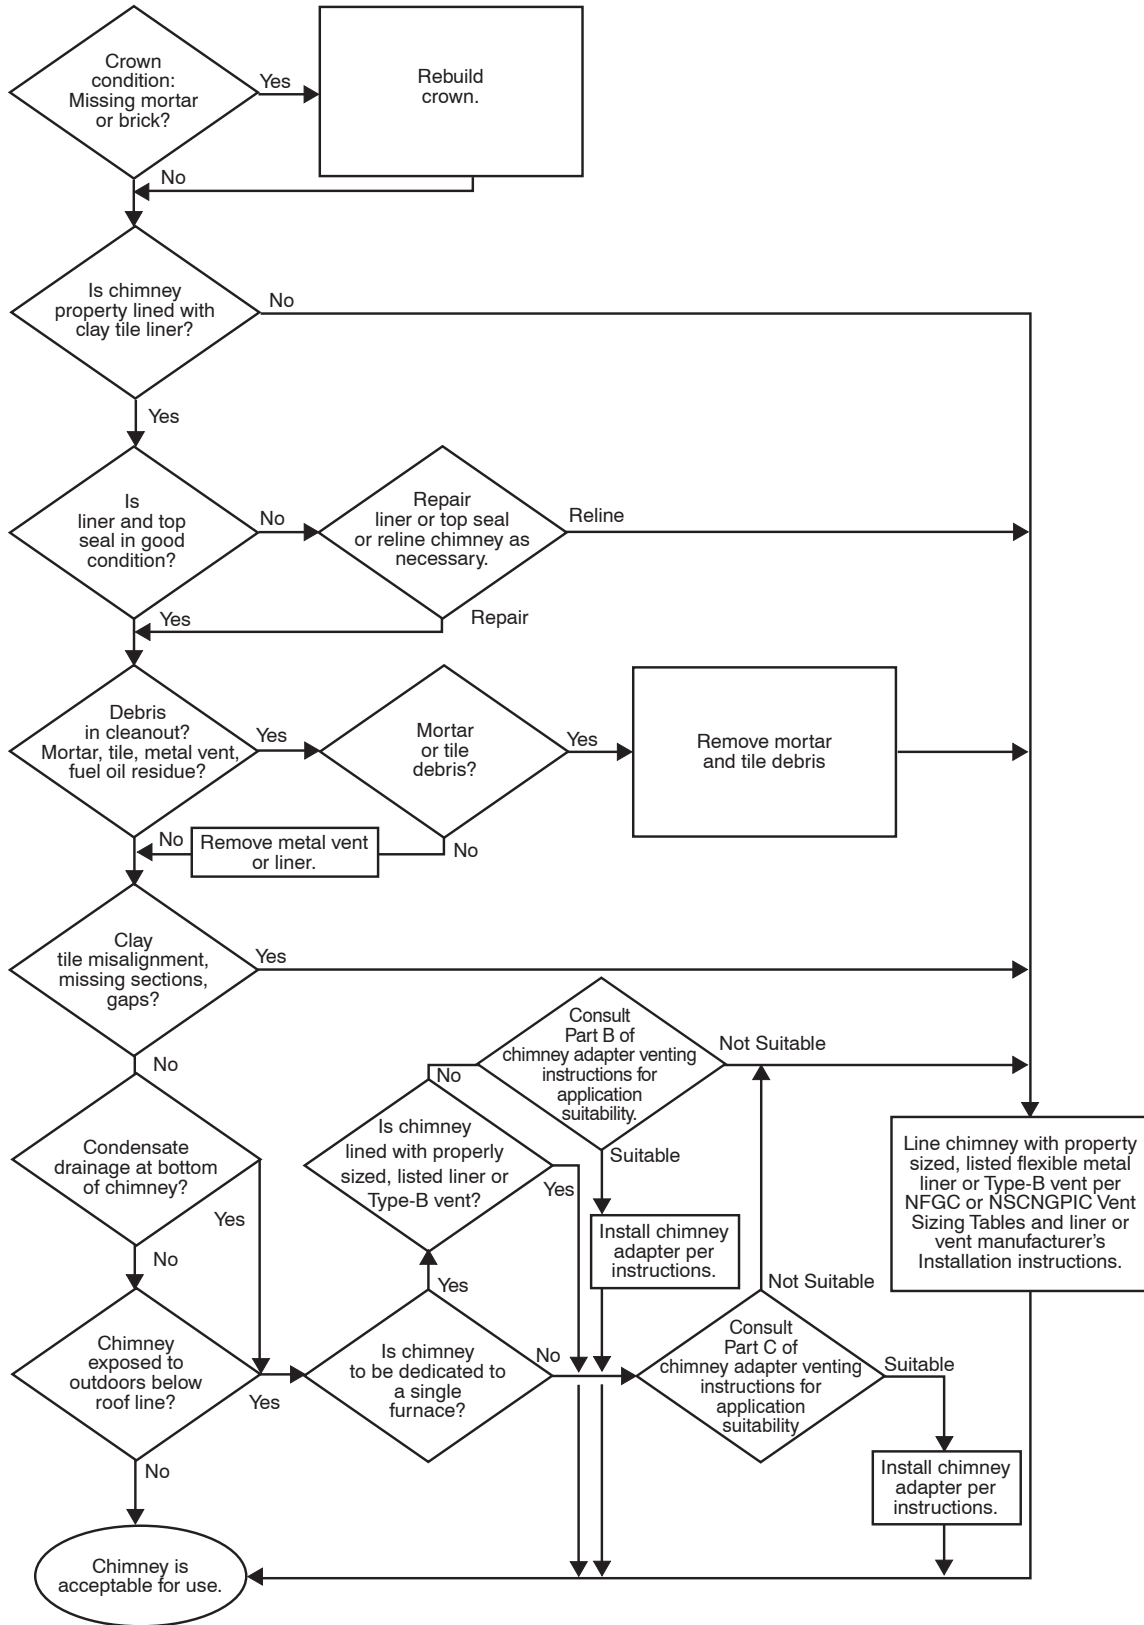 Crown
condition:
Missing mortar
or brick?
Yes
Rebuild
crown.
No
Is chimney
property lined with
clay tile liner?
No
Yes
Is
liner and top
seal in good
condition?
No
Repair
liner or top seal
or reline chimney as
necessary.
Reline
Yes
Repair
Debris
in cleanout?
Mortar, tile, metal vent,
fuel oil residue?
Yes
Mortar
or tile
debris?
Yes
Remove mortar
and tile debris
No
Remove metal vent
or liner.
No
Clay
tile misalignment,
missing sections,
gaps?
Yes
No
Consult
Part B of
chimney adapter venting
instructions for
application
suitability.
Not Suitable
No
Suitable
Condensate
drainage at bottom
of chimney?
Yes
No
Is chimney
lined with properly
sized, listed liner or
Type-B vent?
Yes
Install chimney
adapter per
instructions.
Line chimney with property
sized, listed flexible metal
liner or Type-B vent per
NFGC or NSCNGPIC Vent
Sizing Tables and liner or
vent manufacturer's
Installation instructions.
Yes
Not Suitable
Chimney
exposed to
outdoors below
roof line?
Yes
Is chimney
to be dedicated to
a single
furnace?
No
Consult
Part C of
chimney adapter venting
instructions for
application
suitability
Suitable
No
Install chimney
adapter per
instructions.
Chimney is
acceptable for use.